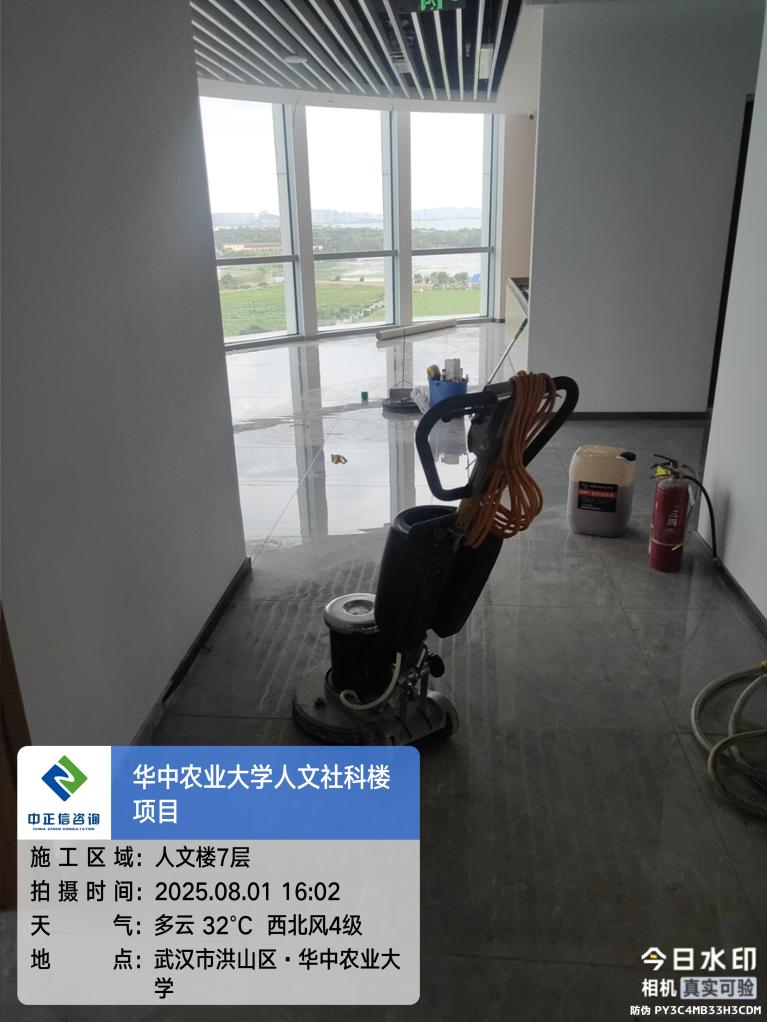 中正信咨询
华中农业大学人文社科楼
项目
施工区域：人文楼7层
拍摄时间：2025.08.01 16:02
天气：多云 32℃ 西北风4级
地点：武汉市洪山区·华中农业大
学
今日水印
相机 真实可验
防伪 PY3C4MB33H3CDM